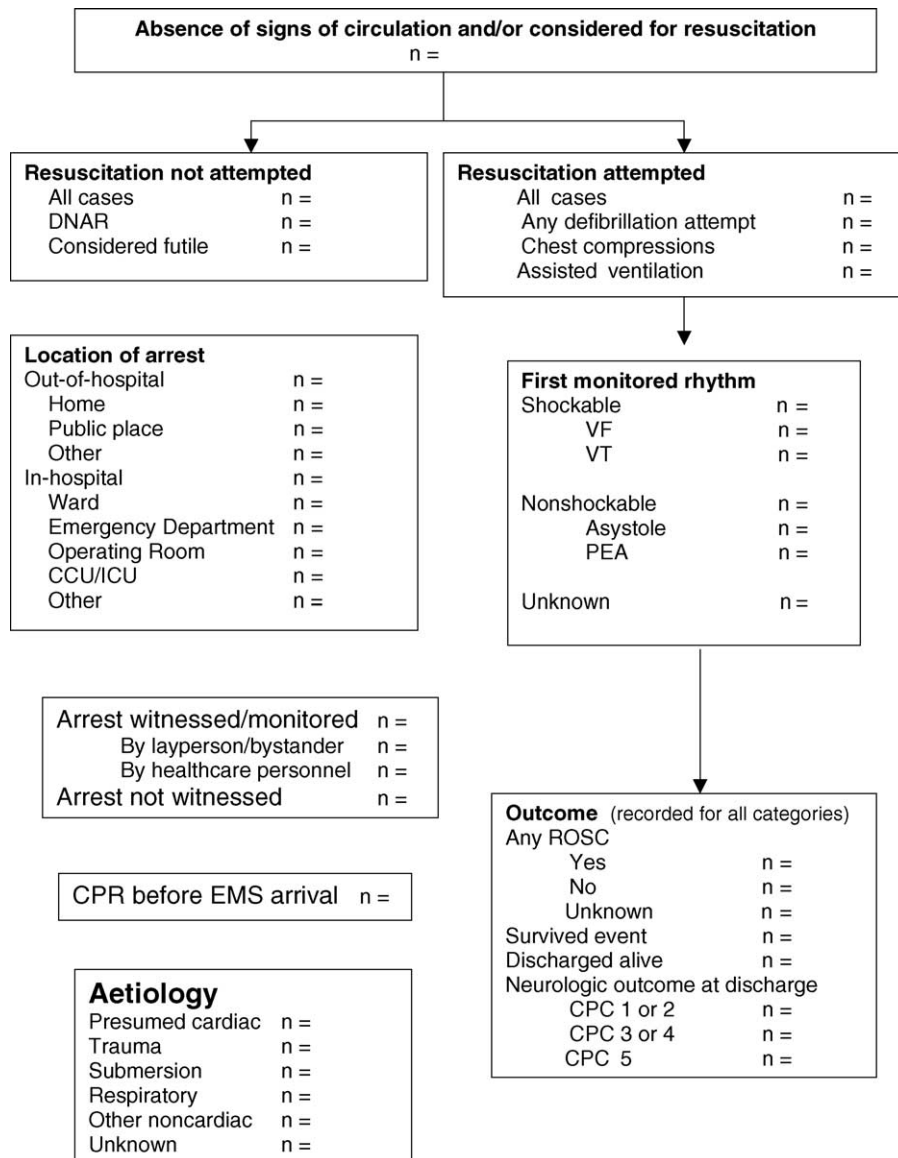 Absence of signs of circulation and/or considered for resuscitation
n =
Resuscitation not attempted
All cases n =
DNAR n =
Considered futile n =
Resuscitation attempted
All cases n =
Any defibrillation attempt n =
Chest compressions n =
Assisted ventilation n =
Location of arrest
Out-of-hospital n =
Home n =
Public place n =
Other n =
In-hospital n =
Ward n =
Emergency Department n =
Operating Room n =
CCU/ICU n =
Other n =
First monitored rhythm
Shockable n =
VF n =
VT n =
Nonshockable n =
Asystole n =
PEA n =
Unknown n =
Arrest witnessed/monitored n =
By layperson/bystander n =
By healthcare personnel n =
Arrest not witnessed n =
CPR before EMS arrival n =
Aetiology
Presumed cardiac n =
Trauma n =
Submersion n =
Respiratory n =
Other noncardiac n =
Unknown n =
Outcome (recorded for all categories)
Any ROSC
Yes n =
No n =
Unknown n =
Survived event n =
Discharged alive n =
Neurologic outcome at discharge
CPC 1 or 2 n =
CPC 3 or 4 n =
CPC 5 n =